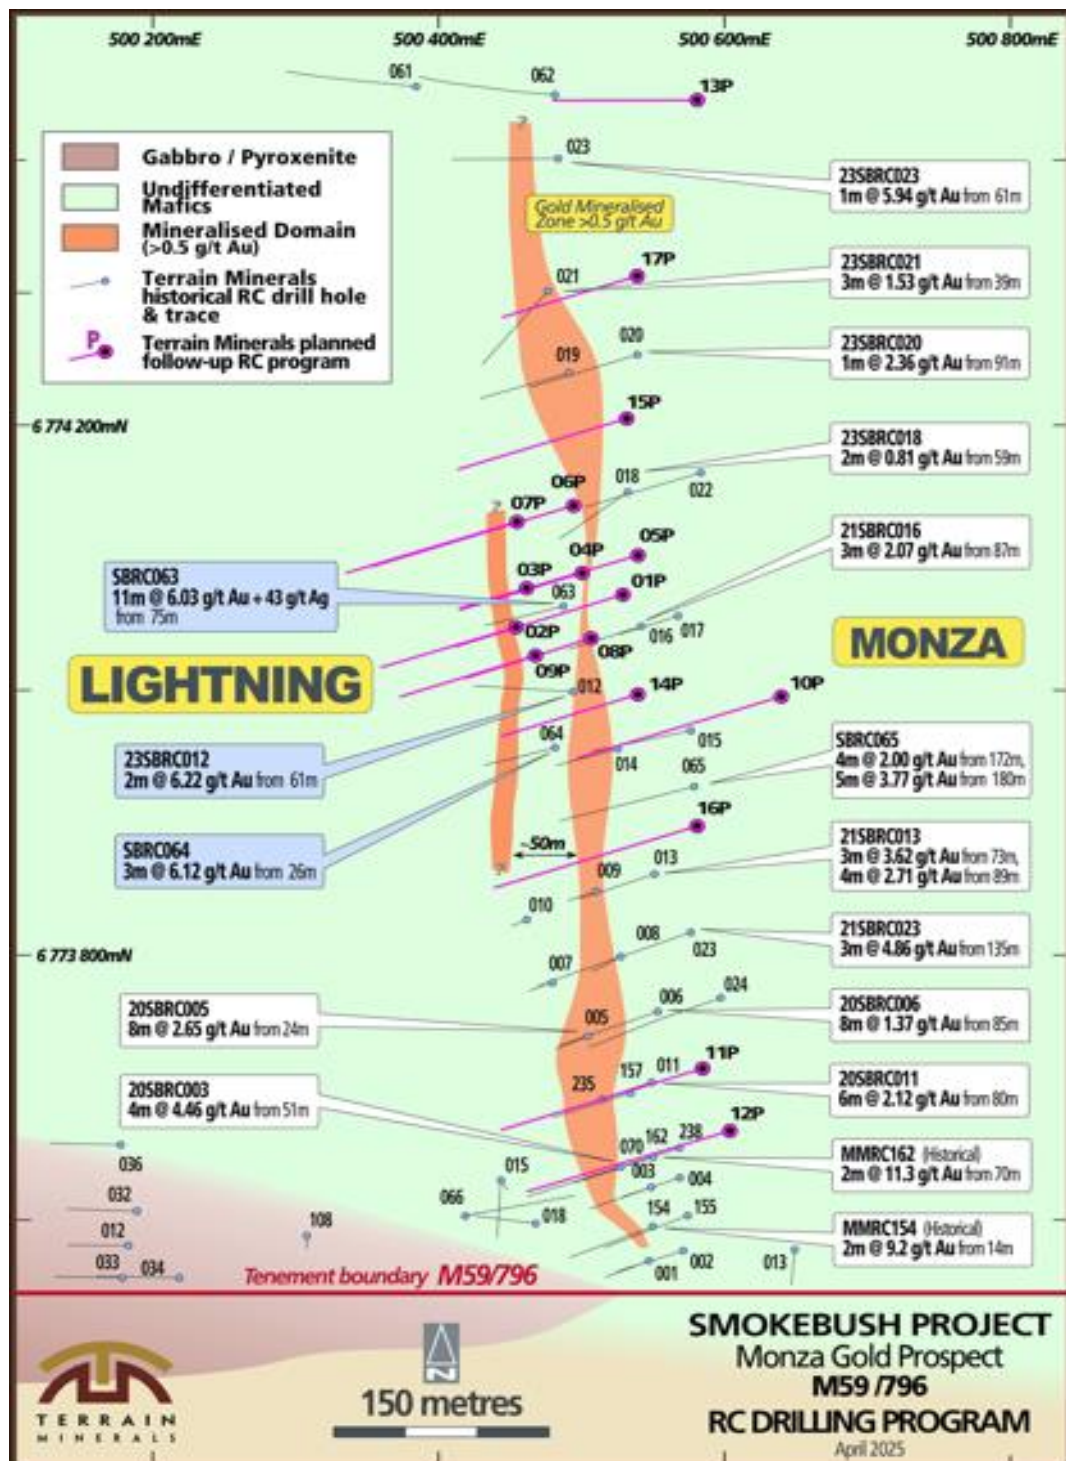 500 200mE
500 400mE
500 600mE
500 800mE
061
062
13P
Gabbro / Pyroxenite
Undifferentiated
Mafics
Mineralised Domain
(>0.5 g/t Au)
Terrain Minerals
historical RC drill hole
& trace
P
Terrain Minerals planned
follow-up RC program
?
023
23SBRC023
1m @ 5.94 g/t Au from 61m
Gold Mineralised
Zone >0.5 g/t Au
17P
021
23SBRC021
3m @ 1.53 g/t Au from 39m
020
019
23SBRC020
1m @ 2.36 g/t Au from 91m
15P
6 774 200mN
23SBRC018
2m @ 0.81 g/t Au from 59m
018
022
06P
07P
?
05P
04P
03P
01P
063
21SBRC016
3m @ 2.07 g/t Au from 87m
SBRC063
11m @ 6.03 g/t Au + 43 g/t Ag
from 75m
02P
016
017
08P
09P
MONZA
LIGHTNING
012
14P
10P
064
015
014
065
23SBRC012
2m @ 6.22 g/t Au from 61m
SBRC065
4m @ 2.00 g/t Au from 172m,
5m @ 3.77 g/t Au from 180m
16P
SBRC064
3m @ 6.12 g/t Au from 26m
~50m
?
013
009
21SBRC013
3m @ 3.62 g/t Au from 73m,
4m @ 2.71 g/t Au from 89m
010
008
023
21SBRC023
3m @ 4.86 g/t Au from 135m
6 773 800mN
007
024
006
005
20SBRC005
8m @ 2.65 g/t Au from 24m
20SBRC006
8m @ 1.37 g/t Au from 85m
11P
011
157
235
20SBRC003
4m @ 4.46 g/t Au from 51m
20SBRC011
6m @ 2.12 g/t Au from 80m
12P
238
162
070
036
015
003
004
MMRC162 (Historical)
2m @ 11.3 g/t Au from 70m
032
066
018
108
154
155
MMRC154 (Historical)
2m @ 9.2 g/t Au from 14m
012
033
034
002
001
013
Tenement boundary M59/796
SMOKEBUSH PROJECT
Monza Gold Prospect
M59 /796
RC DRILLING PROGRAM
April 2025
N
150 metres
TERRAIN
MINERALS